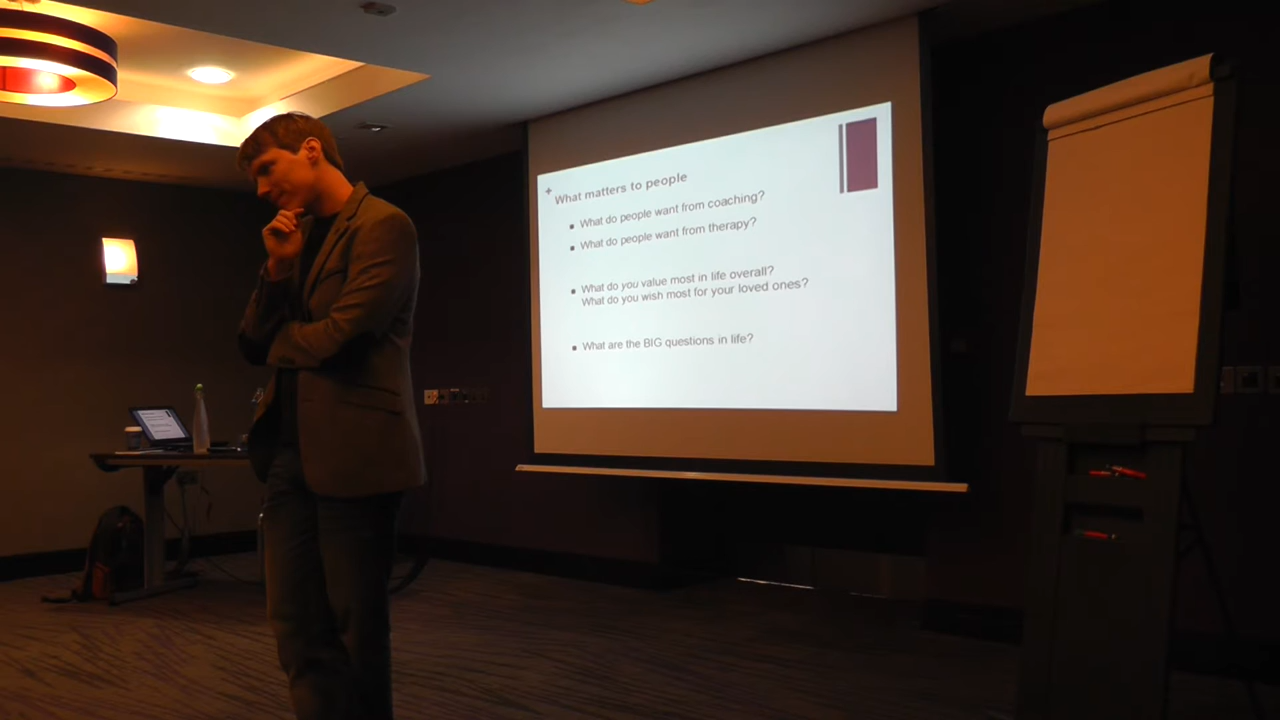 + What matters to people
▪ What do people want from coaching?
▪ What do people want from therapy?
▪ What do you value most in life overall?
What do you wish most for your loved ones?
▪ What are the BIG questions in life?